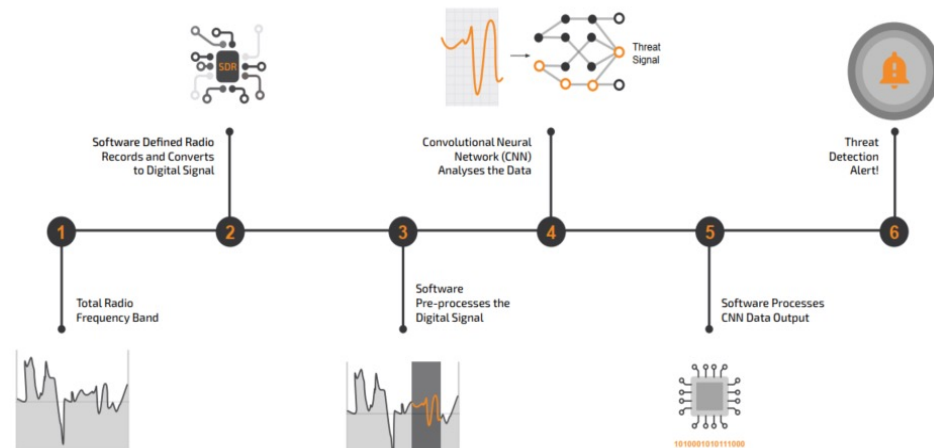 SDR
Threat
Signal
Software Defined Radio
Records and Converts
to Digital Signal
Convolutional Neural
Network (CNN)
Analyses the Data
Threat
Detection
Alert!
1
2
3
4
5
6
Total Radio
Frequency Band
Software
Pre-processes the
Digital Signal
Software Processes
CNN Data Output
1010001010111000